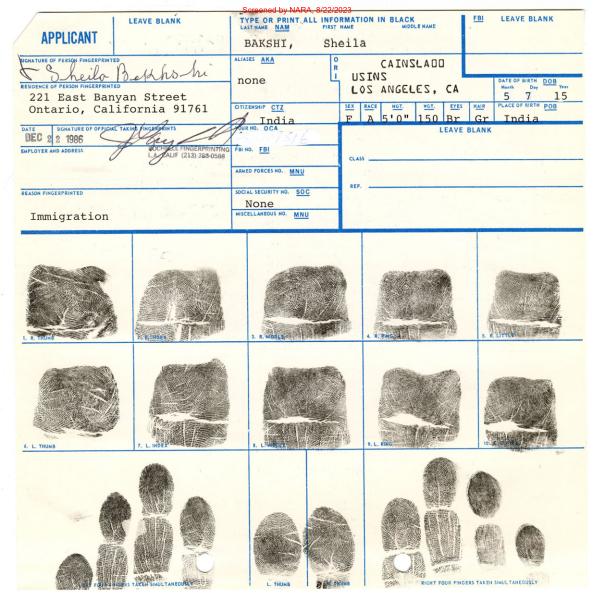 Screened by NARA, 8/22/2023
APPLICANT
LEAVE BLANK
TYPE OR PRINT ALL INFORMATION IN BLACK
LAST NAME NAM FIRST NAME MIDDLE NAME
FBI LEAVE BLANK
BAKSHI, Sheila
SIGNATURE OF PERSON FINGERPRINTED
Sheila Bakhshi
ALIASES AKA
none
ORI
CAINSLA00
USINS
LOS ANGELES, CA
RESIDENCE OF PERSON FINGERPRINTED
221 East Banyan Street
Ontario, California 91761
DATE OF BIRTH DOB
Month Day Year
5 7 15
CITIZENSHIP CTZ
India
SEX RACE HGT. WGT. EYES HAIR
F A 5'0" 150 Br Gr
PLACE OF BIRTH POB
India
DATE SIGNATURE OF OFFICIAL TAKING FINGERPRINTS
DEC 22 1986
YOUR NO. OCA
LEAVE BLANK
EMPLOYER AND ADDRESS
FINGERPRINTING
L.A. CALIF (213)
FBI NO. FBI
CLASS
ARMED FORCES NO. MNU
REF.
REASON FINGERPRINTED
Immigration
SOCIAL SECURITY NO. SOC
None
MISCELLANEOUS NO. MNU
1. R. THUMB
2. R. INDEX
3. R. MIDDLE
4. R. RING
5. R. LITTLE
6. L. THUMB
7. L. INDEX
8. L. MIDDLE
9. L. RING
10. L. LITTLE
LEFT FOUR FINGERS TAKEN SIMULTANEOUSLY
L. THUMB
R. THUMB
RIGHT FOUR FINGERS TAKEN SIMULTANEOUSLY